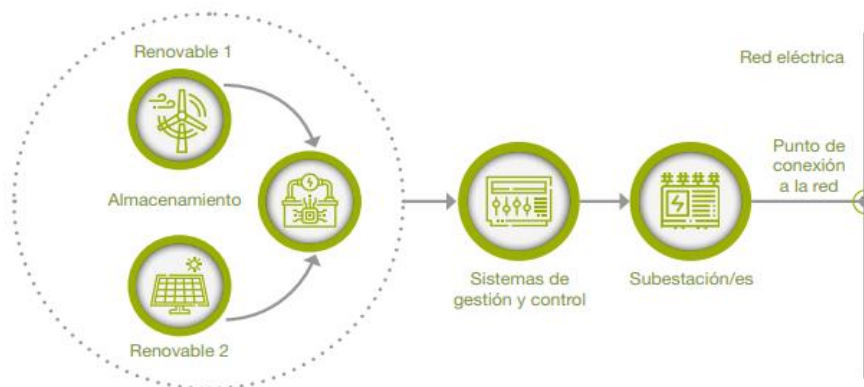 Renovable 1
Red eléctrica
Punto de
conexión
a la red
Almacenamiento
Sistemas de
gestión y control
Subestación/es
Renovable 2